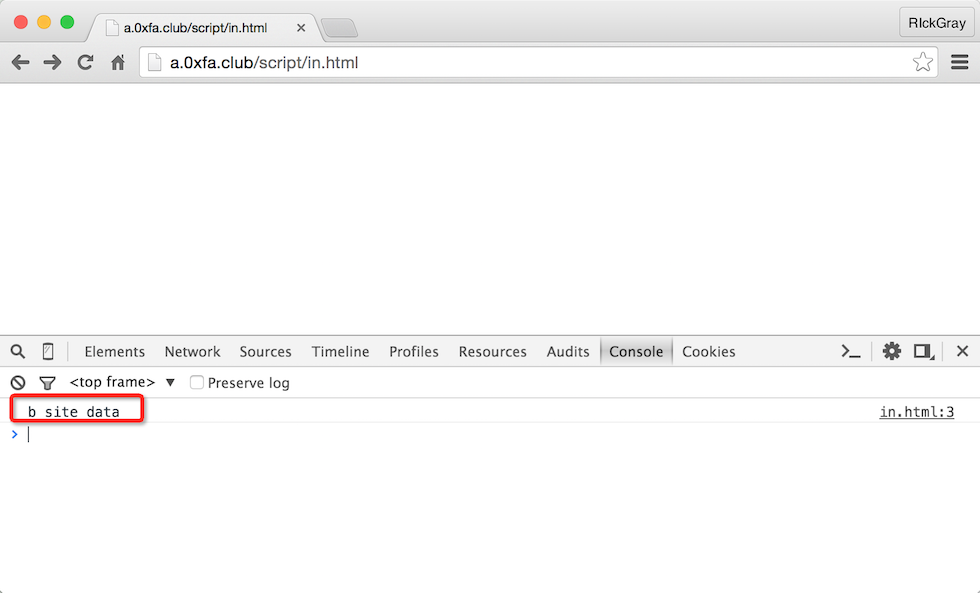 a.0xfa.club/script/in.html
RIckGray
a.0xfa.club/script/in.html
Elements Network Sources Timeline Profiles Resources Audits Console Cookies
<top frame> Preserve log
b site data in.html:3